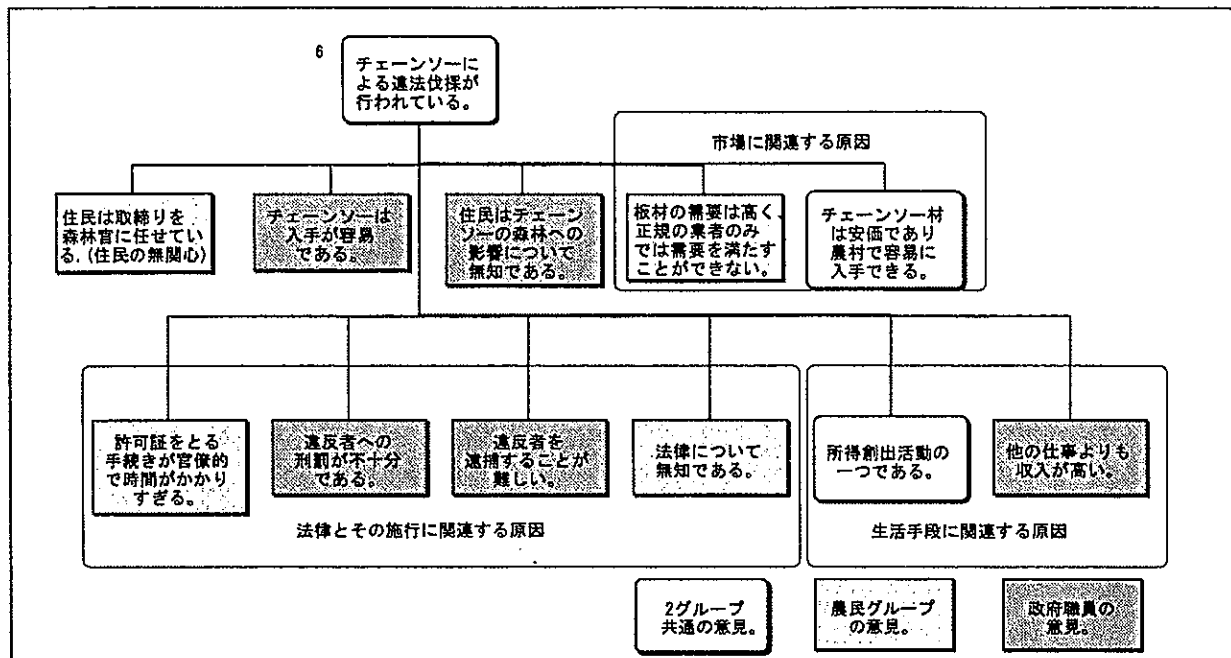 6
チェーンソーに
よる違法伐採が
行われている。
市場に関連する原因
住民は取締りを
森林官に任せてい
る.(住民の無関心)
チェーンソーは
入手が容易
である。
住民はチェーン
ソーの森林への
影響について
無知である。
板材の需要は高く、
正規の業者のみ
では需要を満たす
ことができない。
チェーンソー材
は安価であり
農村で容易に
入手できる。
許可証をとる
手続きが官僚的
で時間がかかり
すぎる。
違反者への
刑罰が不十分
である。
違反者を
逮捕することが
難しい。
法律について
無知である。
所得創出活動の
一つである。
他の仕事よりも
収入が高い。
法律とその施行に関連する原因
生活手段に関連する原因
2グループ
共通の意見。
農民グループ
の意見。
政府職員の
意見。